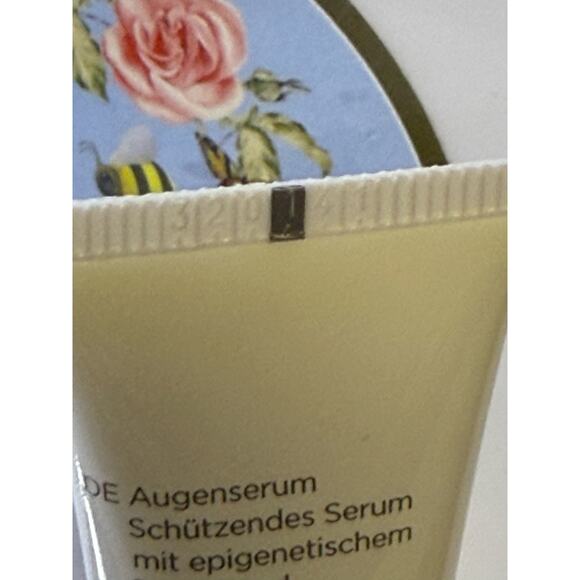 DE Augenserum
Schützendes Serum
mit epigenetischem